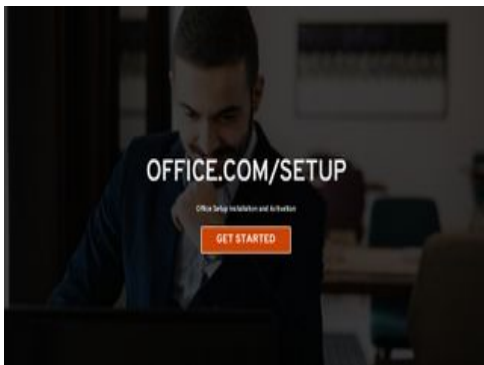 OFFICE.COM/SETUP
Office Setup Installation and Activation
GET STARTED